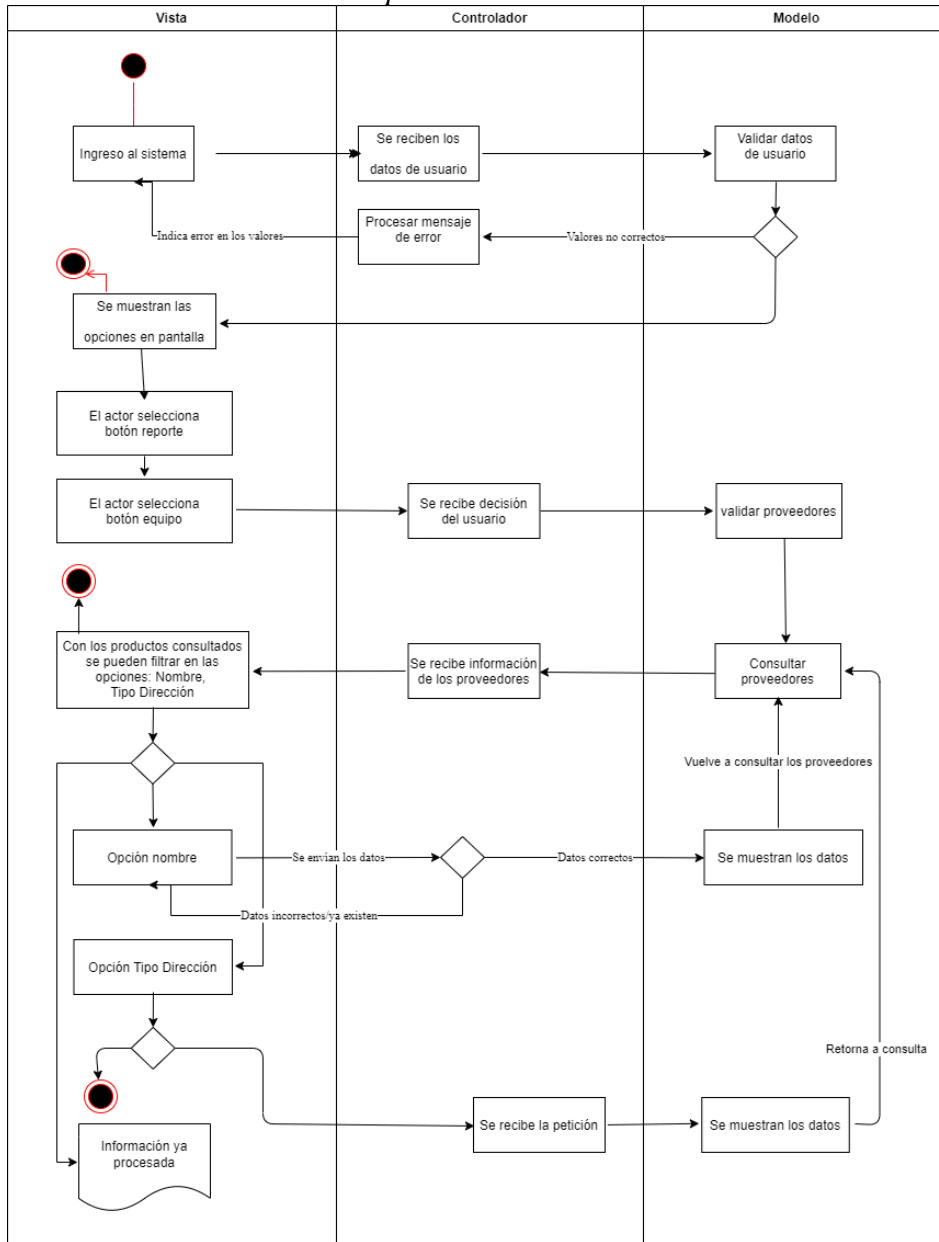 Vista
Controlador
Modelo
Ingreso al sistema
Se reciben los
datos de usuario
Validar datos
de usuario
Procesar mensaje
de error
Indica error en los valores
Valores no correctos
Se muestran las
opciones en pantalla
El actor selecciona
botón reporte
El actor selecciona
botón equipo
Se recibe decisión
del usuario
validar proveedores
Con los productos consultados
se pueden filtrar en las
opciones: Nombre,
Tipo Dirección
Se recibe información
de los proveedores
Consultar
proveedores
Vuelve a consultar los proveedores
Opción nombre
Se envían los datos
Datos correctos
Se muestran los datos
Datos incorrectos/ya existen
Opción Tipo Dirección
Retorna a consulta
Se recibe la petición
Se muestran los datos
Información ya
procesada